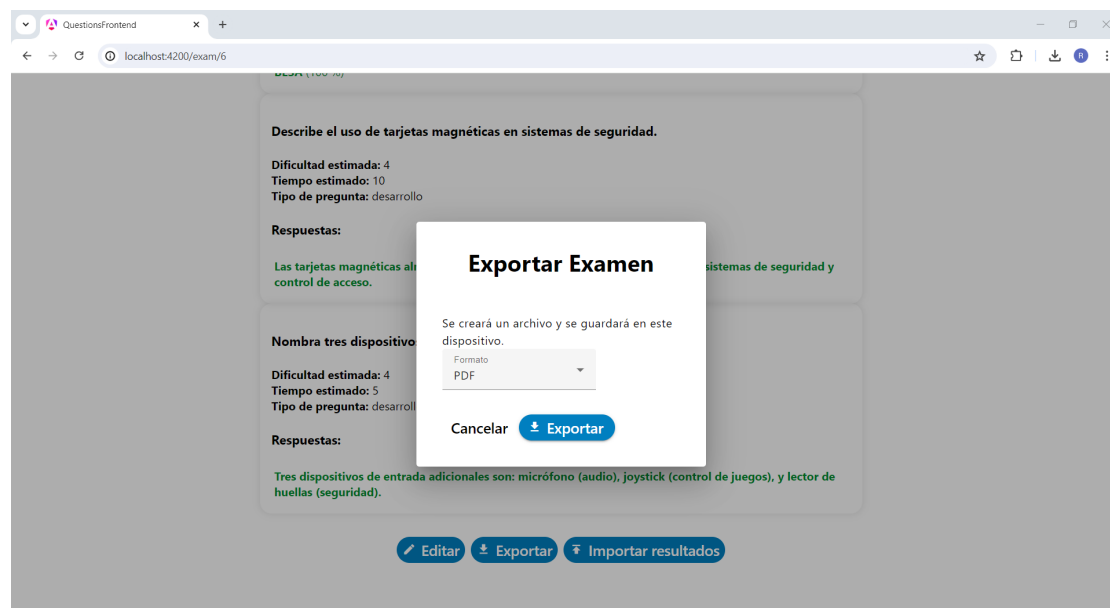 QuestionsFrontend
localhost:4200/exam/6
R
BESA (100 %)
Describe el uso de tarjetas magnéticas en sistemas de seguridad.
Dificultad estimada: 4
Tiempo estimado: 10
Tipo de pregunta: desarrollo
Respuestas:
Las tarjetas magnéticas al sistemas de seguridad y
control de acceso.
Exportar Examen
Se creará un archivo y se guardará en este
dispositivo.
Formato
PDF
Cancelar
Exportar
Nombra tres dispositivo
Dificultad estimada: 4
Tiempo estimado: 5
Tipo de pregunta: desarroll
Respuestas:
Tres dispositivos de entrada adicionales son: micrófono (audio), joystick (control de juegos), y lector de
huellas (seguridad).
Editar
Exportar
Importar resultados